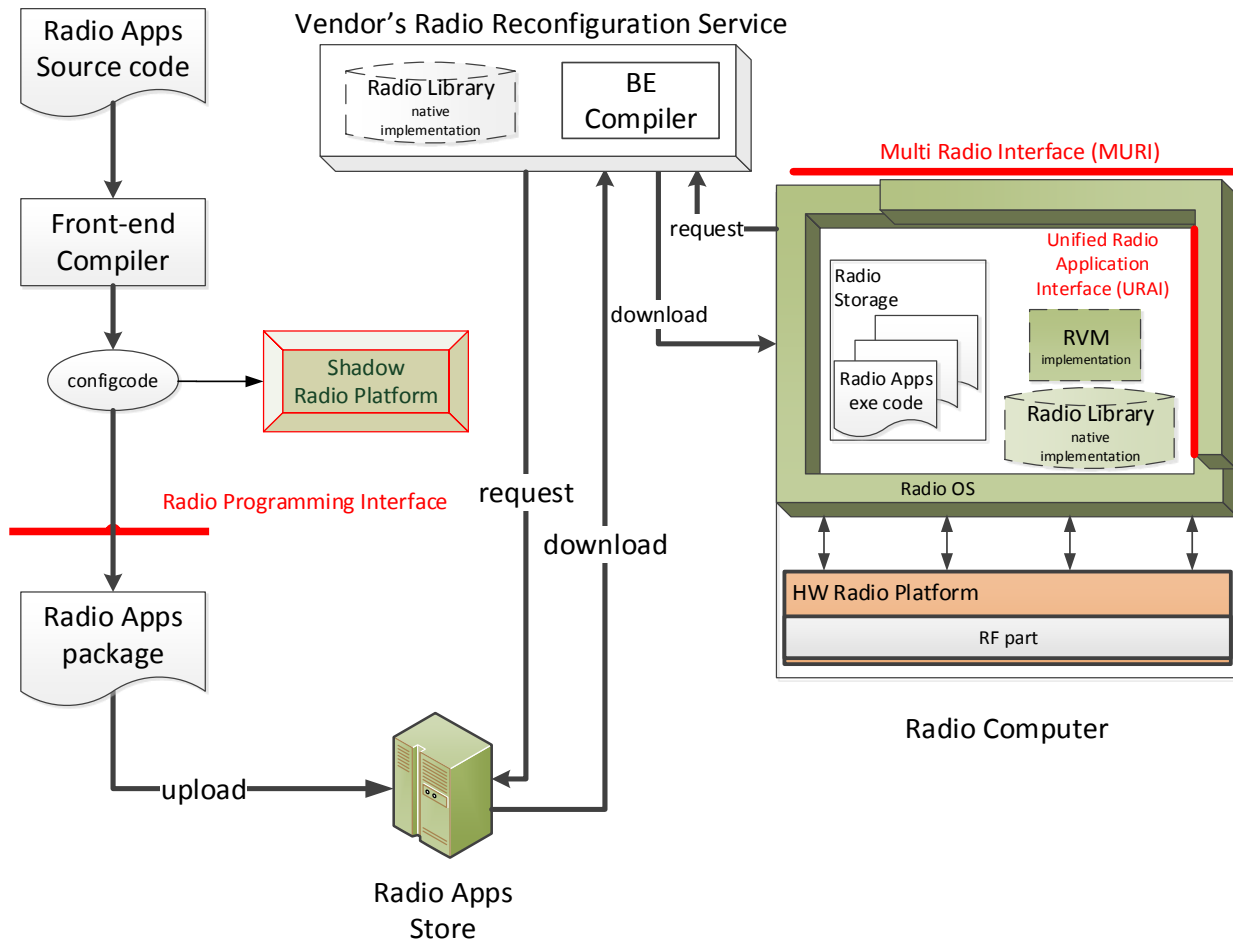 Radio Apps
Source code
Front-end
Compiler
configcode
Shadow
Radio Platform
Radio Programming Interface
Radio Apps
package
upload
Radio Apps
Store
Vendor's Radio Reconfiguration Service
Radio Library
native
implementation
BE
Compiler
request
download
request
download
Multi Radio Interface (MURI)
Unified Radio
Application
Interface (URAI)
Radio
Storage
Radio Apps
exe code
RVM
implementation
Radio Library
native
implementation
Radio OS
HW Radio Platform
RF part
Radio Computer